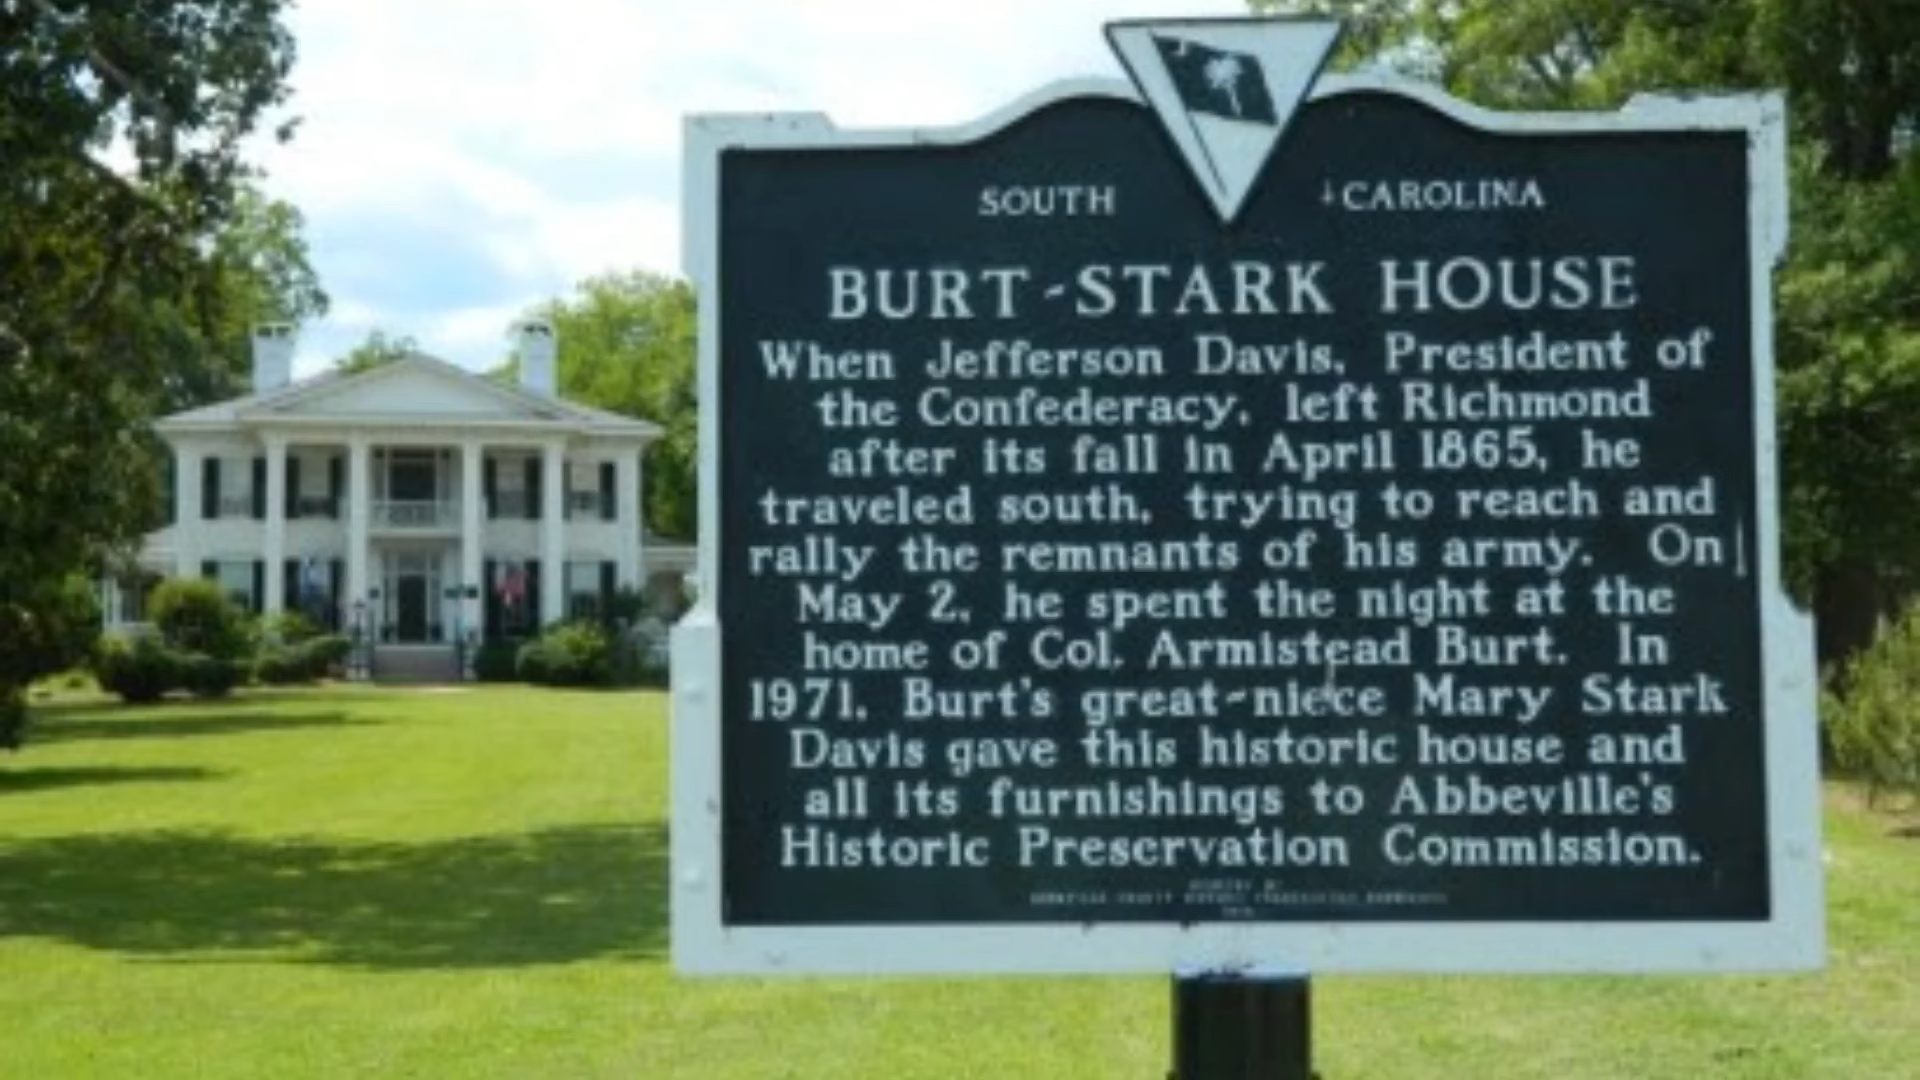 SOUTH CAROLINA
BURT-STARK HOUSE
When Jefferson Davis, President of
the Confederacy, left Richmond
after its fall in April 1865, he
traveled south, trying to reach and
rally the remnants of his army. On
May 2, he spent the night at the
home of Col. Armistead Burt. In
1971, Burt's great-niece Mary Stark
Davis gave this historic house and
all its furnishings to Abbeville's
Historic Preservation Commission.